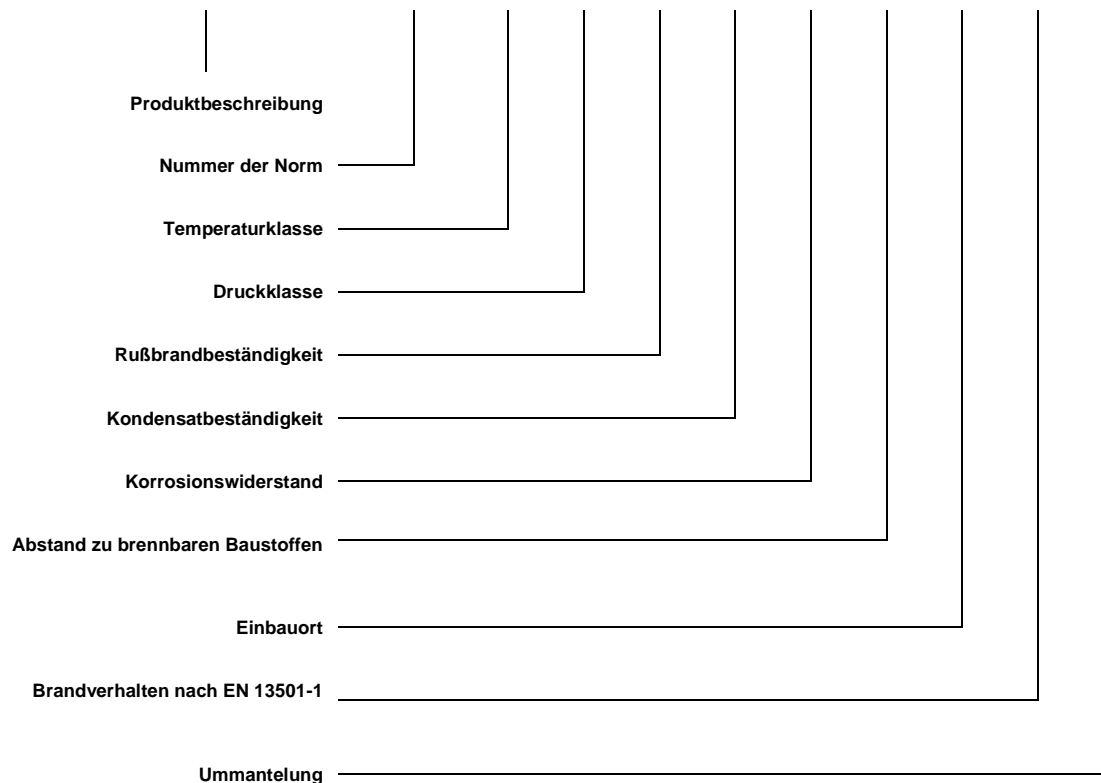 Produktbeschreibung
Nummer der Norm
Temperaturklasse
Druckklasse
Rußbrandbeständigkeit
Kondensatbeständigkeit
Korrosionswiderstand
Abstand zu brennbaren Baustoffen
Einbauort
Brandverhalten nach EN 13501-1
Ummantelung